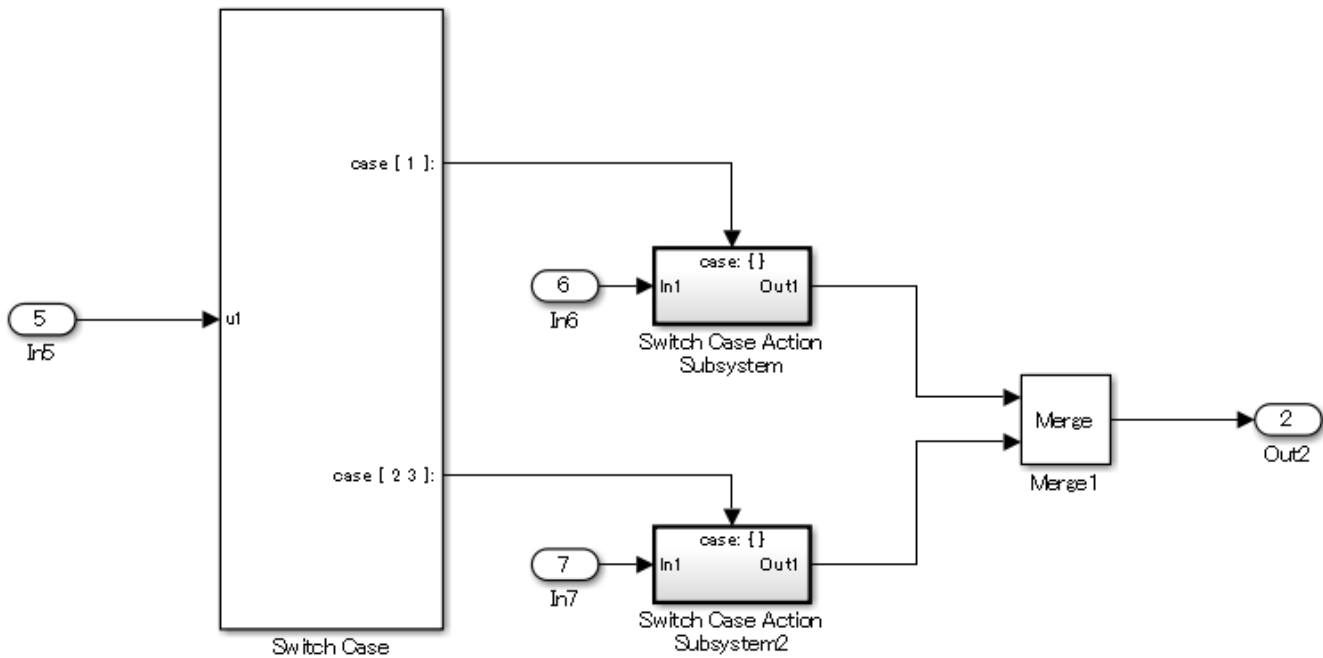 case [ 1 ]:
case: { }
6
In1
Out1
In6
Switch Case Action
Subsystem
5
u1
In5
Merge
2
Out2
Merge1
case [ 2 3 ]:
case: { }
7
In1
Out1
In7
Switch Case Action
Subsystem2
Switch Case